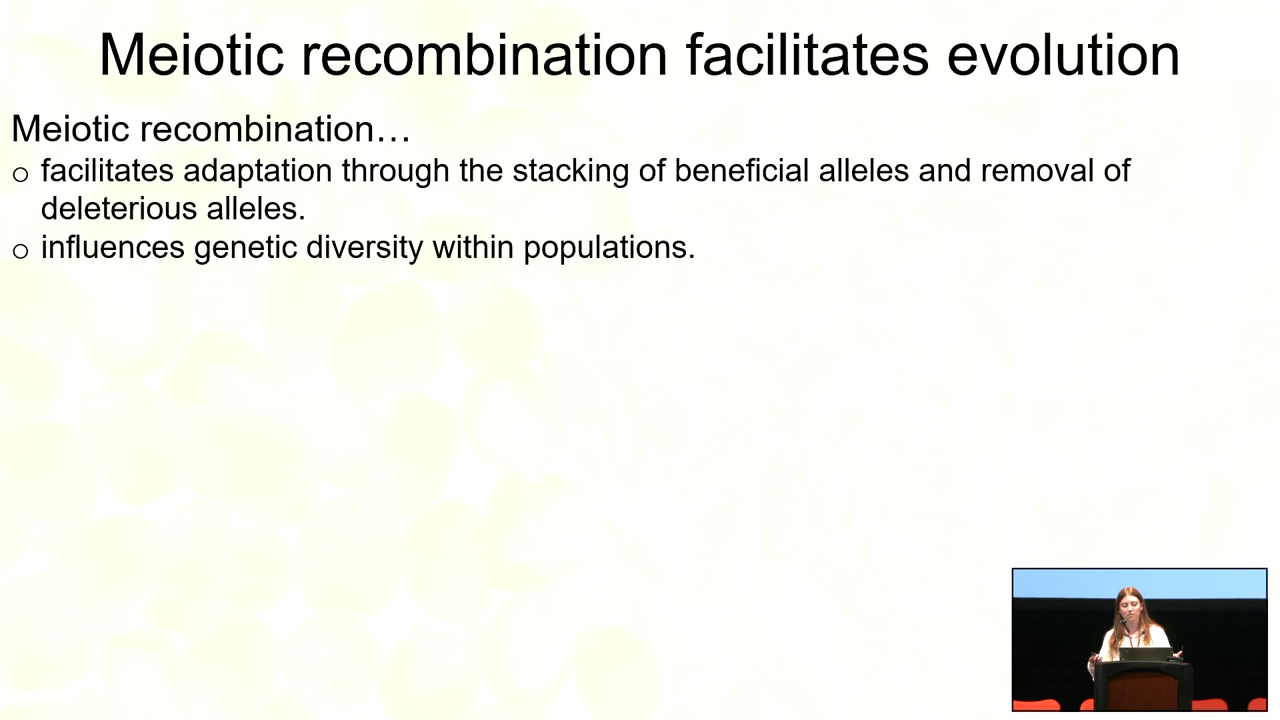 Meiotic recombination facilitates evolution
Meiotic recombination…
o facilitates adaptation through the stacking of beneficial alleles and removal of
deleterious alleles.
o influences genetic diversity within populations.